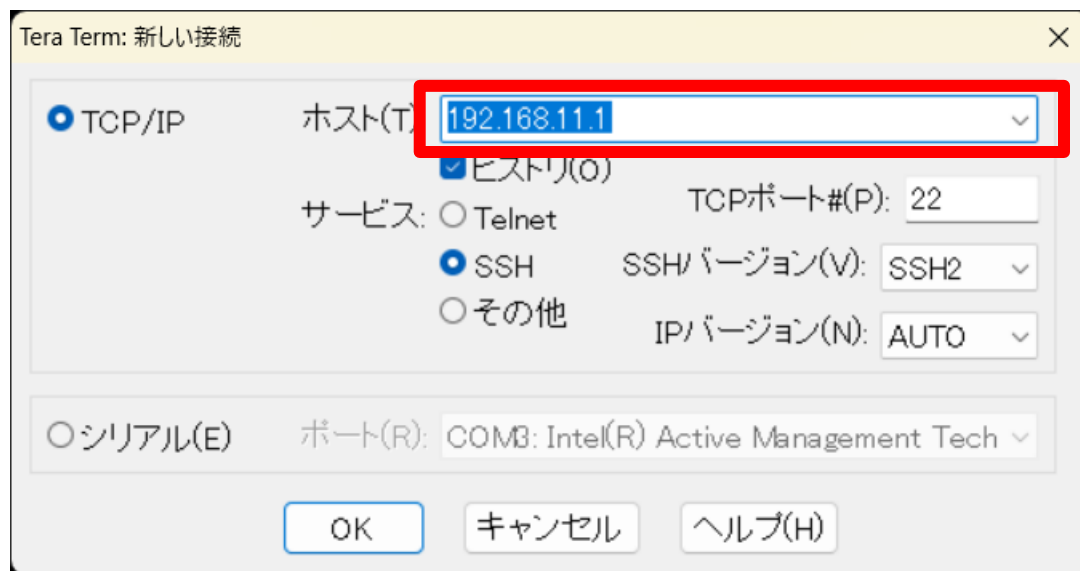 Tera Term: 新しい接続
TCP/IP ホスト(T) 192.168.11.1
ヒストリ(O)
サービス: Telnet TCPポート#(P): 22
SSH SSHバージョン(V): SSH2
その他 IPバージョン(N): AUTO
シリアル(E) ポート(R): COM3: Intel(R) Active Management Tech
OK キャンセル ヘルプ(H)